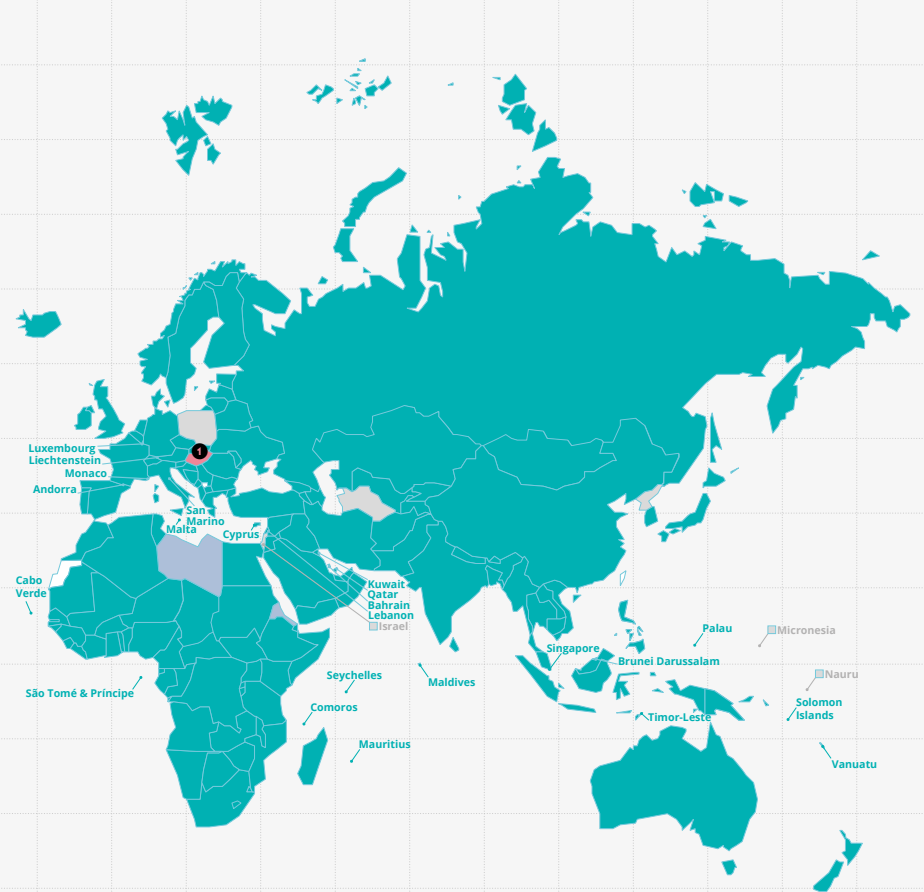 1
Luxembourg
Liechtenstein
Monaco
Andorra
San
Marino
Malta
Cyprus
Cabo
Verde
Kuwait
Qatar
Bahrain
Lebanon
Israel
Palau
Micronesia
Singapore
Brunei Darussalam
Seychelles
Maldives
Nauru
São Tomé & Príncipe
Comoros
Solomon
Islands
Timor-Leste
Mauritius
Vanuatu